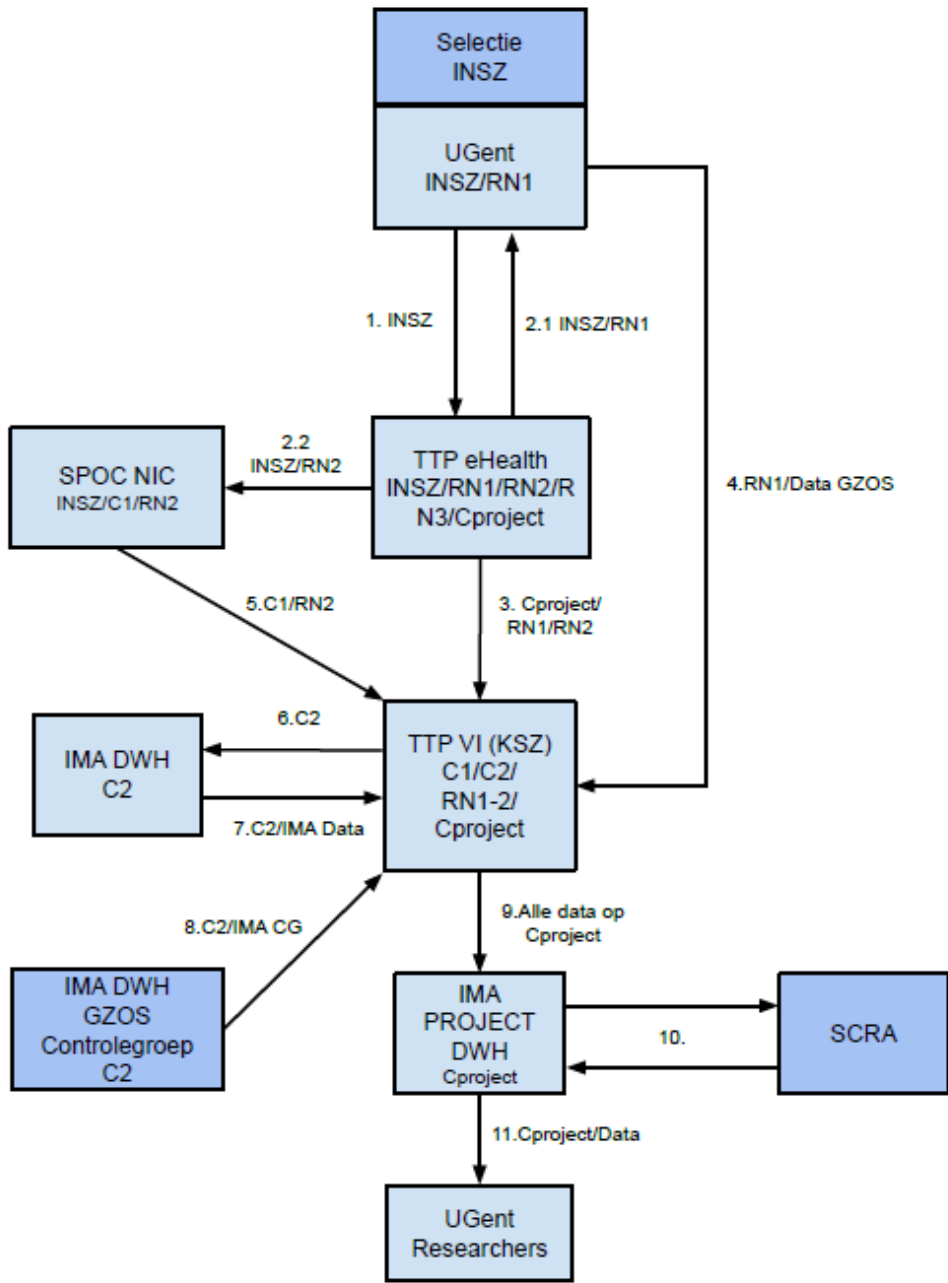 Selectie
INSZ
UGent
INSZ/RN1
1. INSZ
2.1 INSZ/RN1
SPOC NIC
INSZ/C1/RN2
2.2
INSZ/RN2
TTP eHealth
INSZ/RN1/RN2/R
N3/Cproject
4.RN1/Data GZOS
5.C1/RN2
3. Cproject/
RN1/RN2
IMA DWH
C2
6.C2
7.C2/IMA Data
TTP VI (KSZ)
C1/C2/
RN1-2/
Cproject
8.C2/IMA CG
9.Alle data op
Cproject
IMA DWH
GZOS
Controlegroep
C2
IMA
PROJECT
DWH
Cproject
10.
SCRA
11.Cproject/Data
UGent
Researchers